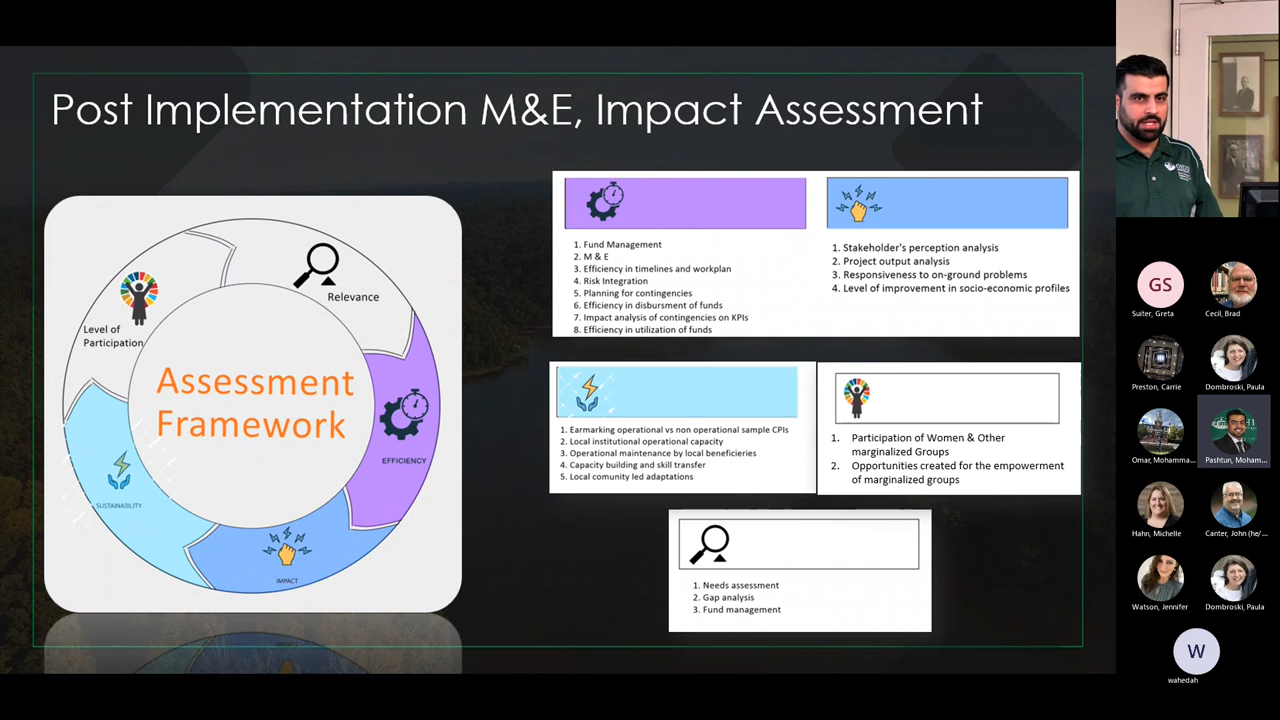 Post Implementation M&E, Impact Assessment
Relevance
Level of
Participation
Assessment
Framework
EFFICIENCY
SUSTAINABILITY
IMPACT
1. Fund Management
2. M & E
3. Efficiency in timelines and workplan
4. Risk Integration
5. Planning for contingencies
6. Efficiency in disbursment of funds
7. Impact analysis of contingencies on KPIs
8. Efficiency in utilization of funds
1. Stakeholder's perception analysis
2. Project output analysis
3. Responsiveness to on-ground problems
4. Level of improvement in socio-economic profiles
1. Earmarking operational vs non operational sample CPIs
2. Local institutional operational capacity
3. Operational maintenance by local beneficieries
4. Capacity building and skill transfer
5. Local comunity led adaptations
1. Participation of Women & Other
marginalized Groups
2. Opportunities created for the empowerment
of marginalized groups
1. Needs assessment
2. Gap analysis
3. Fund management
OHIO
GS
Suiter, Greta
Cecil, Brad
Preston, Carrie
Dombroski, Paula
Omar, Mohamma...
Pashtun, Moham...
Hahn, Michelle
Canter, John (he/ ...
Watson, Jennifer
Dombroski, Paula
W
wahedah